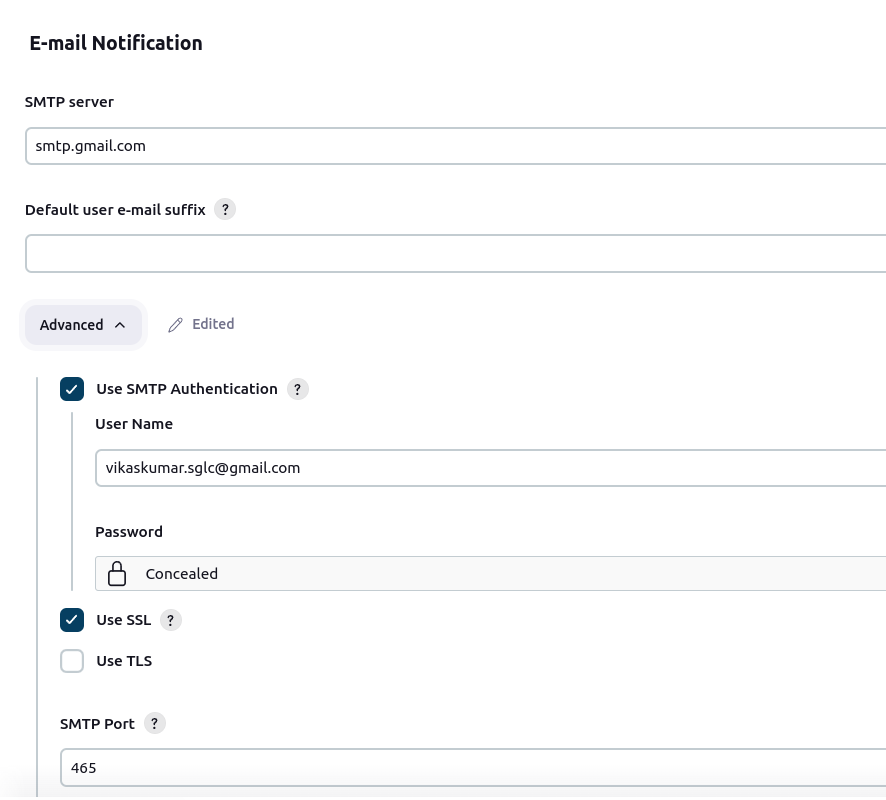 E-mail Notification
SMTP server
smtp.gmail.com
Default user e-mail suffix ?
Advanced Edited
Use SMTP Authentication ?
User Name
vikaskumar.sglc@gmail.com
Password
Concealed
Use SSL ?
Use TLS
SMTP Port ?
465